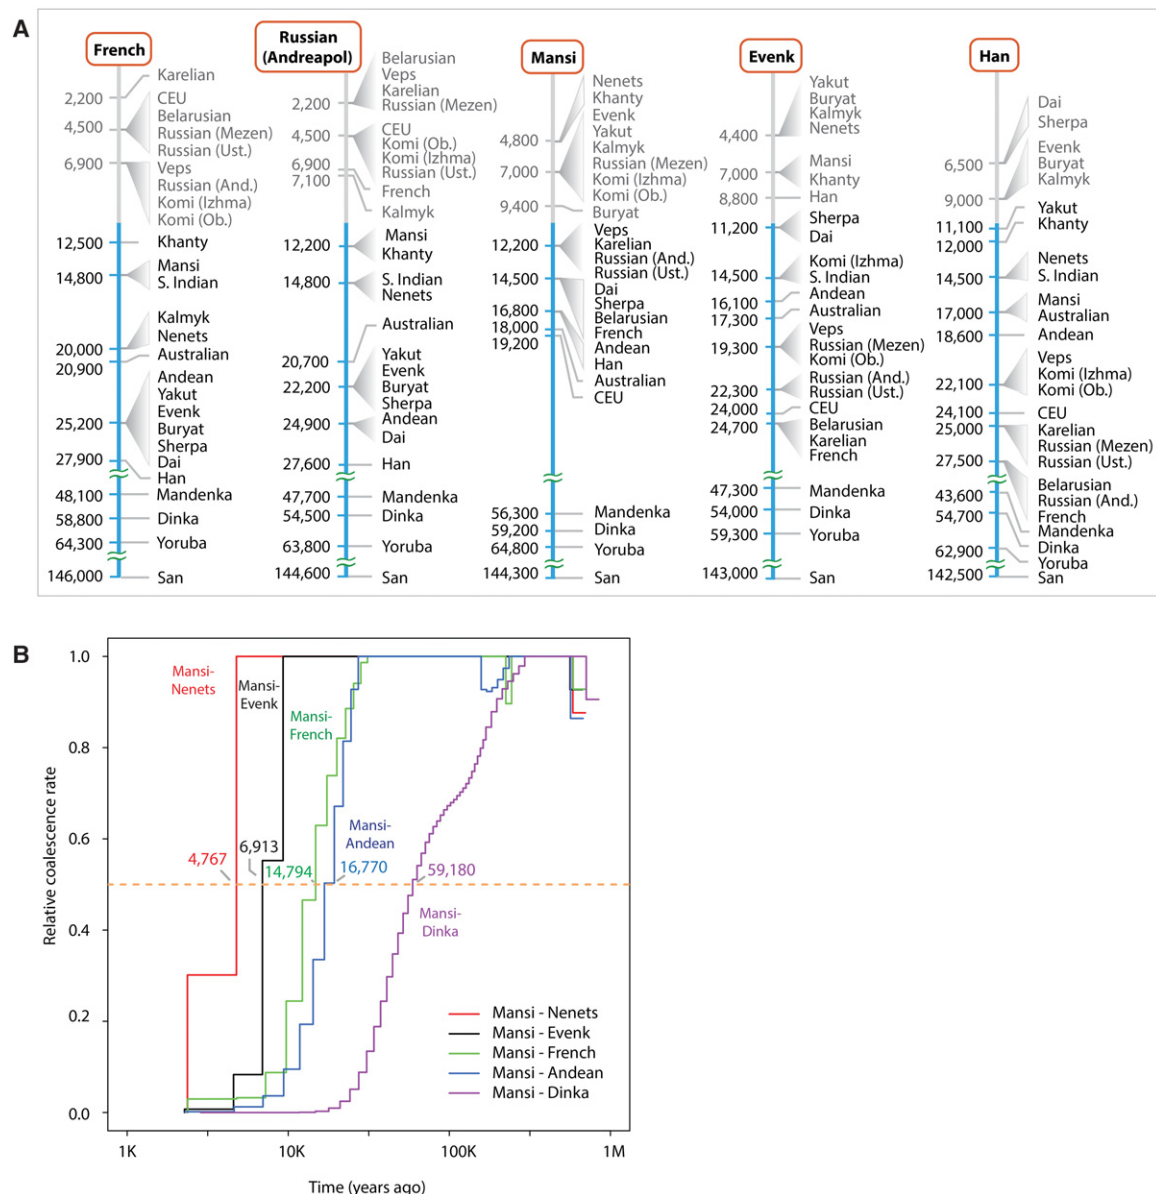 A
French
Karelian
2,200
CEU
Belarusian
4,500
Russian (Mezen)
Russian (Ust.)
6,900
Veps
Russian (And.)
Komi (Izhma)
Komi (Ob.)
12,500
Khanty
Mansi
14,800
S. Indian
Kalmyk
Nenets
20,000
Australian
20,900
Andean
Yakut
Evenk
25,200
Buryat
Sherpa
27,900
Dai
Han
48,100
Mandenka
58,800
Dinka
64,300
Yoruba
146,000
San
Russian
(Andreapol)
Belarusian
Veps
Karelian
2,200
Russian (Mezen)
CEU
4,500
Komi (Ob.)
Komi (Izhma)
6,900
Russian (Ust.)
7,100
French
Kalmyk
Mansi
12,200
Khanty
S. Indian
14,800
Nenets
Australian
20,700
Yakut
Evenk
22,200
Buryat
Sherpa
Andean
24,900
Dai
27,600
Han
47,700
Mandenka
54,500
Dinka
63,800
Yoruba
144,600
San
Mansi
Nenets
Khanty
Evenk
4,800
Yakut
Kalmyk
Russian (Mezen)
7,000
Komi (Izhma)
Komi (Ob.)
9,400
Buryat
Veps
12,200
Karelian
Russian (And.)
Russian (Ust.)
14,500
Dai
Sherpa
16,800
Belarusian
18,000
French
19,200
Andean
Han
Australian
CEU
56,300
Mandenka
59,200
Dinka
64,800
Yoruba
144,300
San
Evenk
Yakut
Buryat
Kalmyk
4,400
Nenets
Mansi
7,000
Khanty
8,800
Han
Sherpa
11,200
Dai
Komi (Izhma)
14,500
S. Indian
Andean
16,100
Australian
17,300
Veps
19,300
Russian (Mezen)
Komi (Ob.)
Russian (And.)
22,300
Russian (Ust.)
24,000
CEU
24,700
Belarusian
Karelian
French
47,300
Mandenka
54,000
Dinka
59,300
Yoruba
143,000
San
Han
Dai
Sherpa
Evenk
6,500
Buryat
Kalmyk
9,000
Yakut
11,100
Khanty
12,000
Nenets
14,500
S. Indian
Mansi
17,000
Australian
18,600
Andean
Veps
Komi (Izhma)
22,100
Komi (Ob.)
24,100
CEU
25,000
Karelian
Russian (Mezen)
27,500
Russian (Ust.)
Belarusian
43,600
Russian (And.)
54,700
French
Mandenka
62,900
Dinka
Yoruba
142,500
San
B
Relative coalescence rate
1.0
0.8
0.6
0.4
0.2
0.0
Mansi-
Nenets
Mansi-
Evenk
Mansi-
French
Mansi-
Andean
4,767
6,913
14,794
16,770
59,180
Mansi-
Dinka
Mansi - Nenets
Mansi - Evenk
Mansi - French
Mansi - Andean
Mansi - Dinka
1K
10K
100K
1M
Time (years ago)